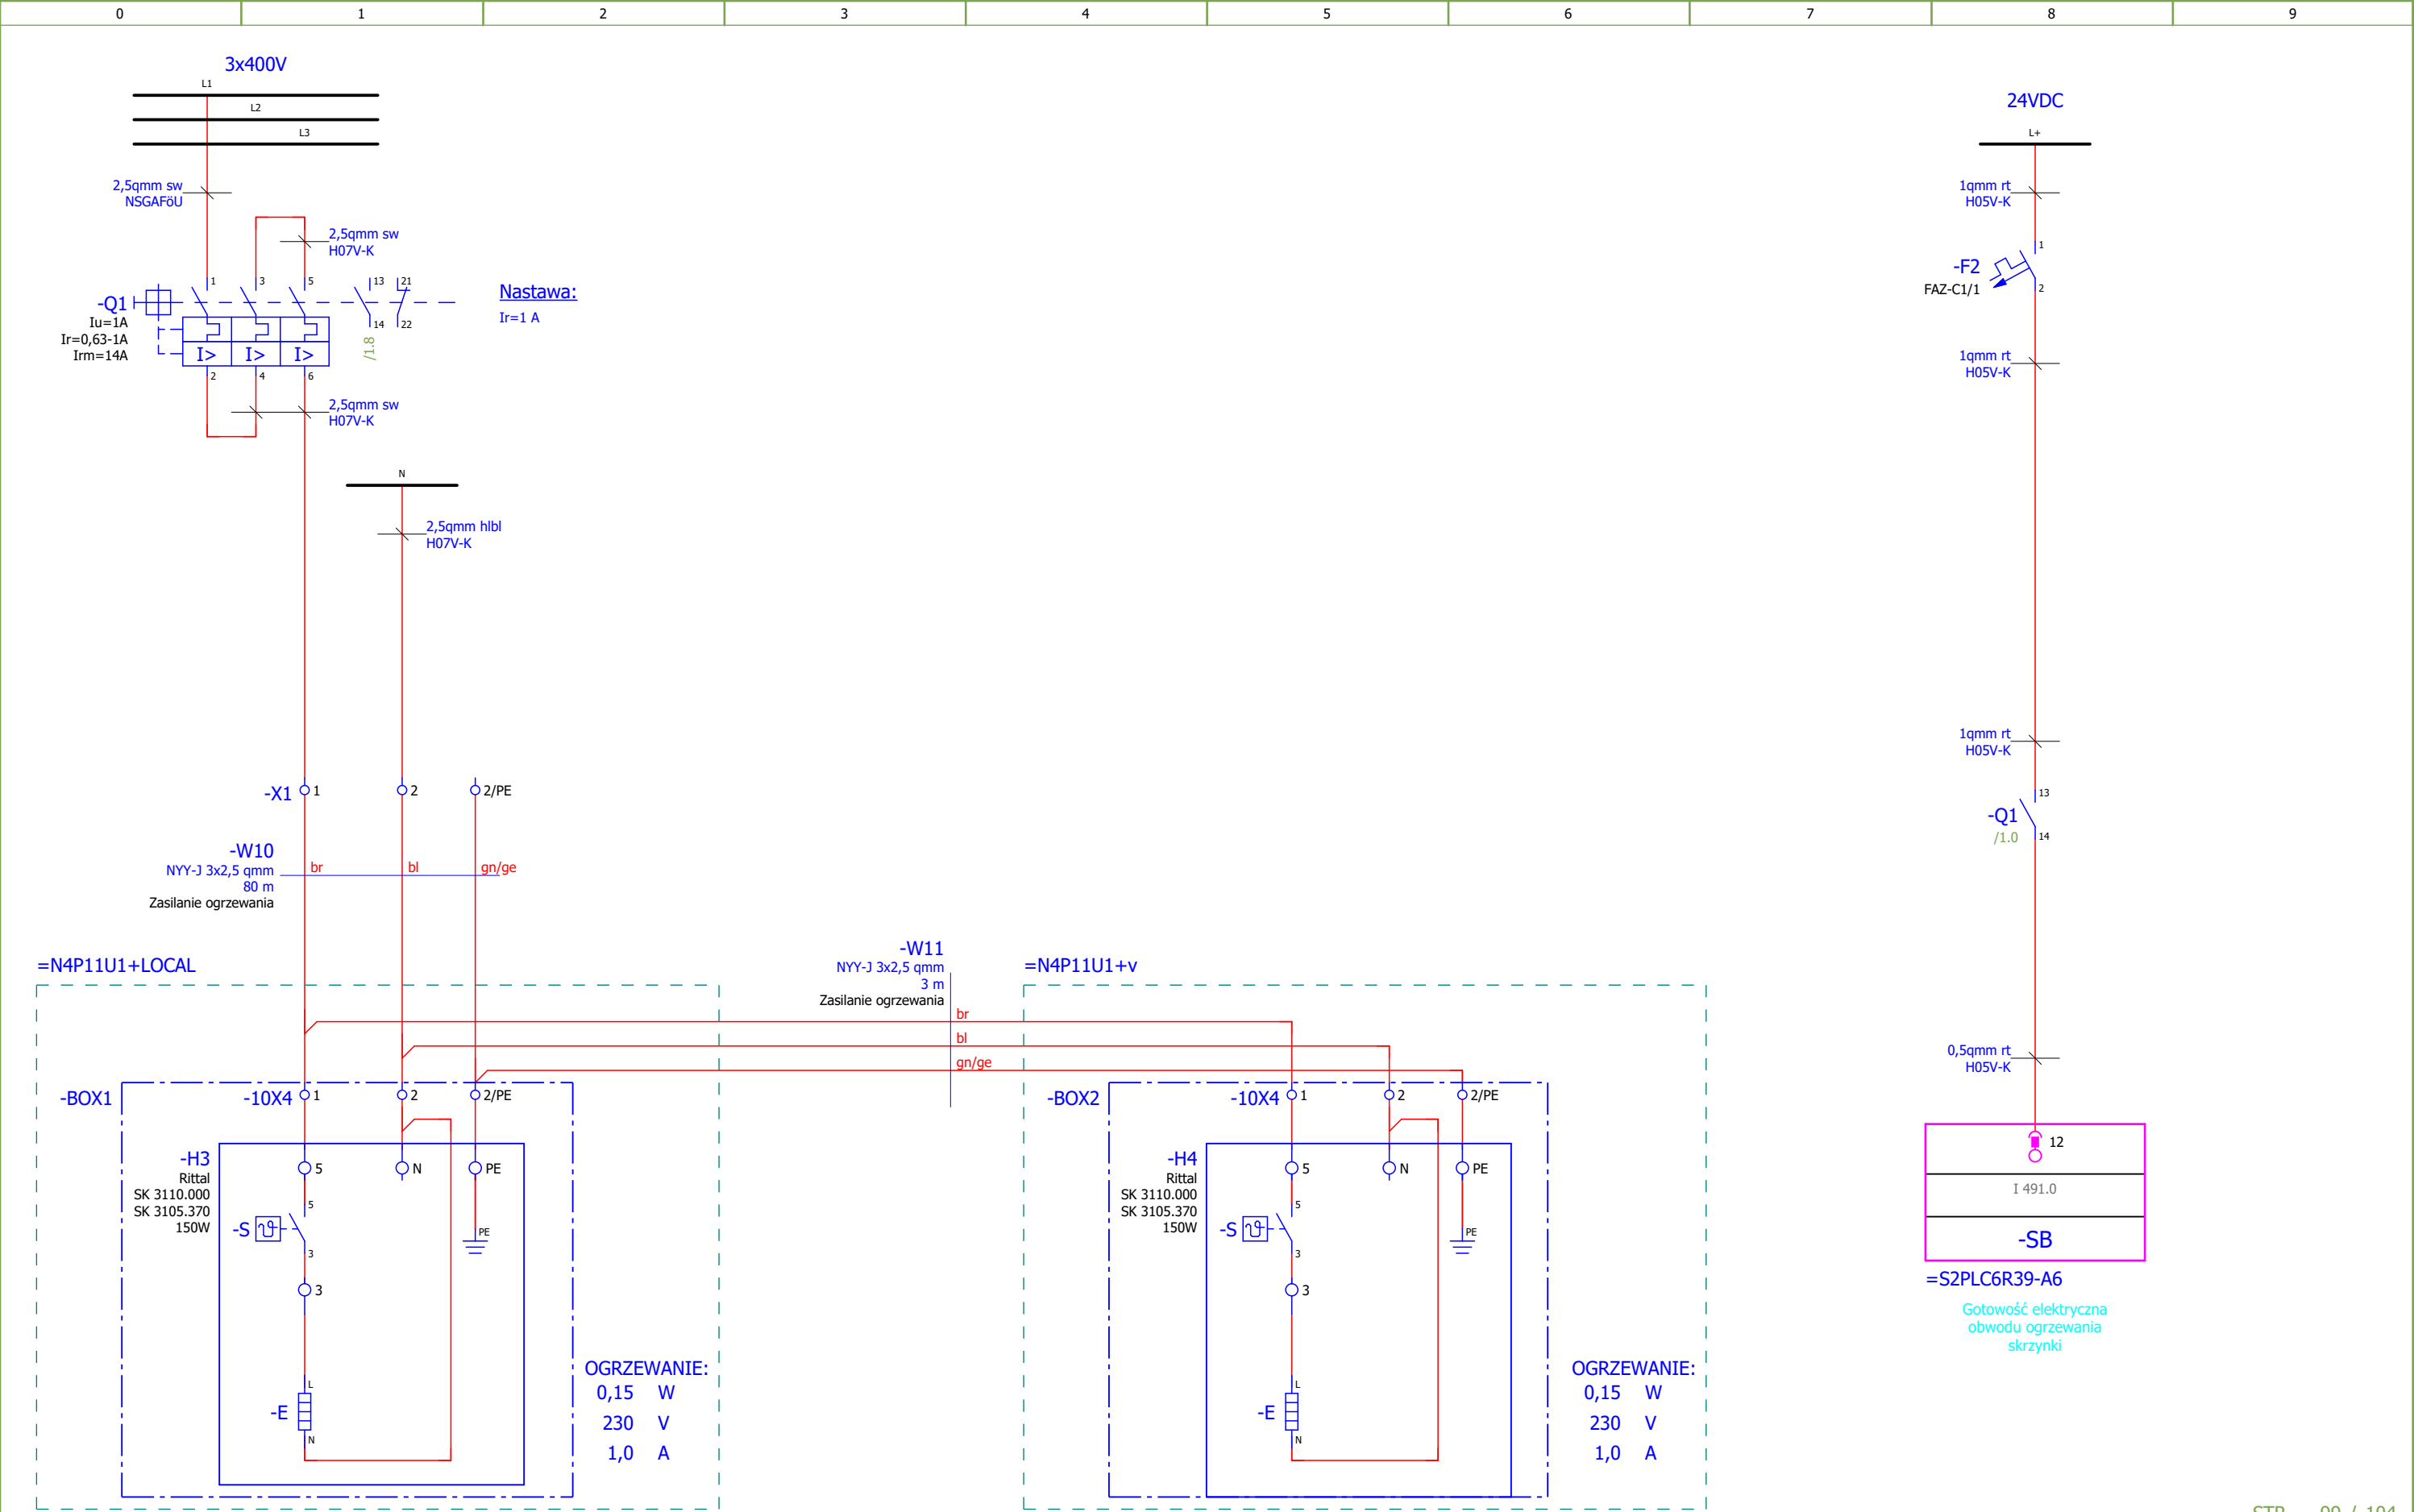 0 1 2 3 4 5 6 7 8 9
3x400V
L1
L2
L3
2,5qmm sw
NSGAFöU
2,5qmm sw
H07V-K
-Q1
Iu=1A
Ir=0,63-1A
Irm=14A
1 3 5 13 21
I> I> I>
14 22
/1.8
2 4 6
Nastawa:
Ir=1 A
2,5qmm sw
H07V-K
N
2,5qmm hlbl
H07V-K
-X1 1 2 2/PE
-W10
NYY-J 3x2,5 qmm
80 m
Zasilanie ogrzewania
br bl gn/ge
=N4P11U1+LOCAL
-W11
NYY-J 3x2,5 qmm
3 m
Zasilanie ogrzewania
br
bl
gn/ge
=N4P11U1+v
-BOX1
-10X4 1 2 2/PE
-H3
Rittal
SK 3110.000
SK 3105.370
150W
5 N PE
5
-S
3
PE
3
L
-E
N
OGRZEWANIE:
0,15 W
230 V
1,0 A
-BOX2
-10X4 1 2 2/PE
-H4
Rittal
SK 3110.000
SK 3105.370
150W
5 N PE
5
-S
3
PE
3
L
-E
N
OGRZEWANIE:
0,15 W
230 V
1,0 A
24VDC
L+
1qmm rt
H05V-K
1
-F2
FAZ-C1/1
2
1qmm rt
H05V-K
1qmm rt
H05V-K
13
-Q1
/1.0
14
0,5qmm rt
H05V-K
12
I 491.0
-SB
=S2PLC6R39-A6
Gotowość elektryczna
obwodu ogrzewania
skrzynki